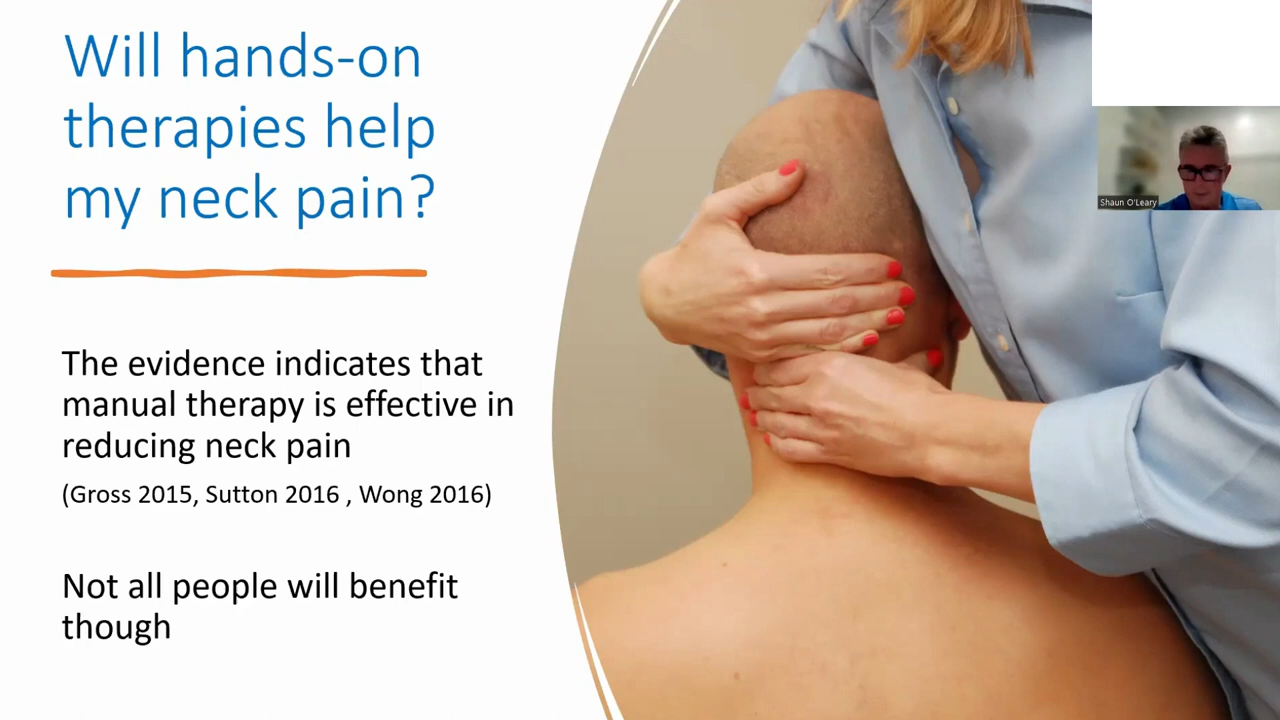 Will hands-on
therapies help
my neck pain?
The evidence indicates that
manual therapy is effective in
reducing neck pain
(Gross 2015, Sutton 2016 , Wong 2016)
Not all people will benefit
though
Shaun O'Leary